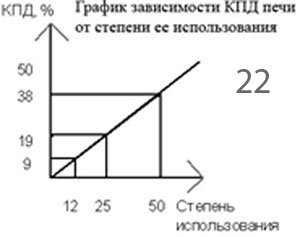 КПД, %
График зависимости КПД печи
от степени ее использования
50
38
22
19
9
12 25 50 Степень
использования